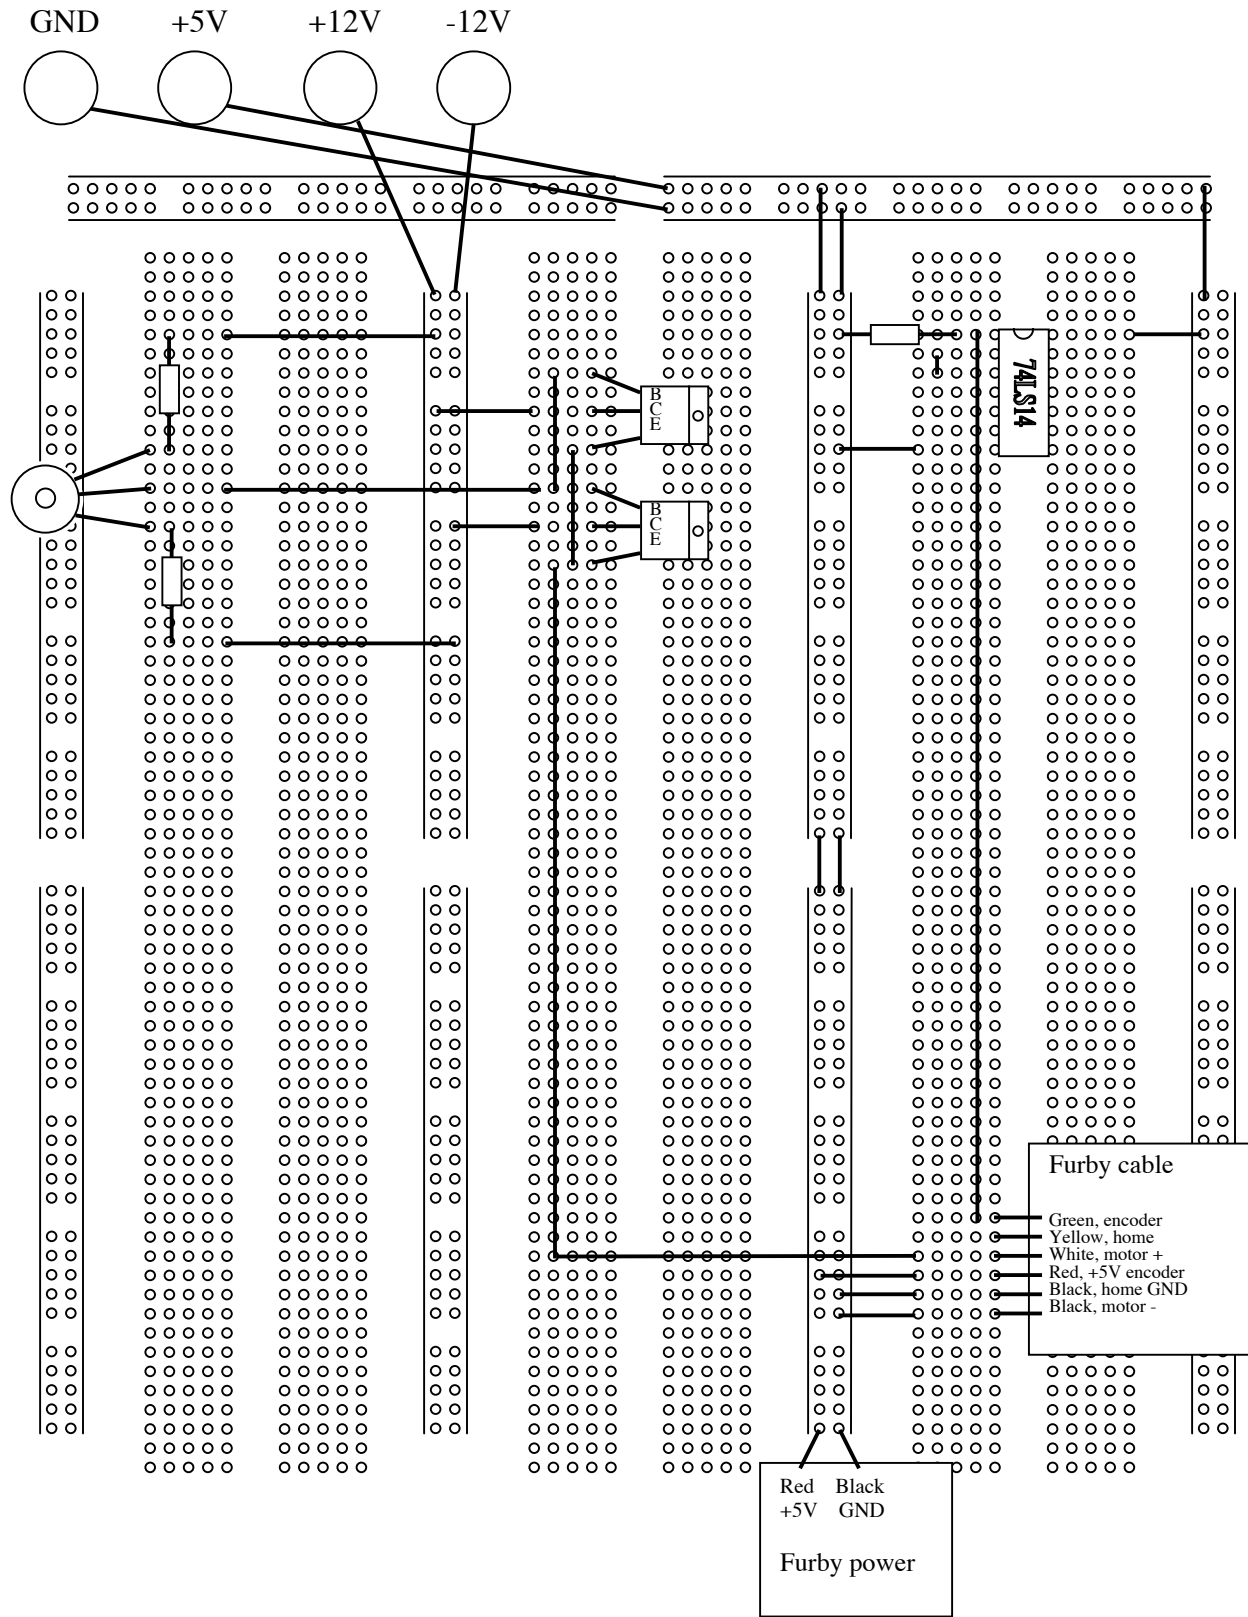 GND +5V +12V -12V
74LS14
B
C
E
B
C
E
Furby cable
Green, encoder
Yellow, home
White, motor +
Red, +5V encoder
Black, home GND
Black, motor -
Red Black
+5V GND
Furby power